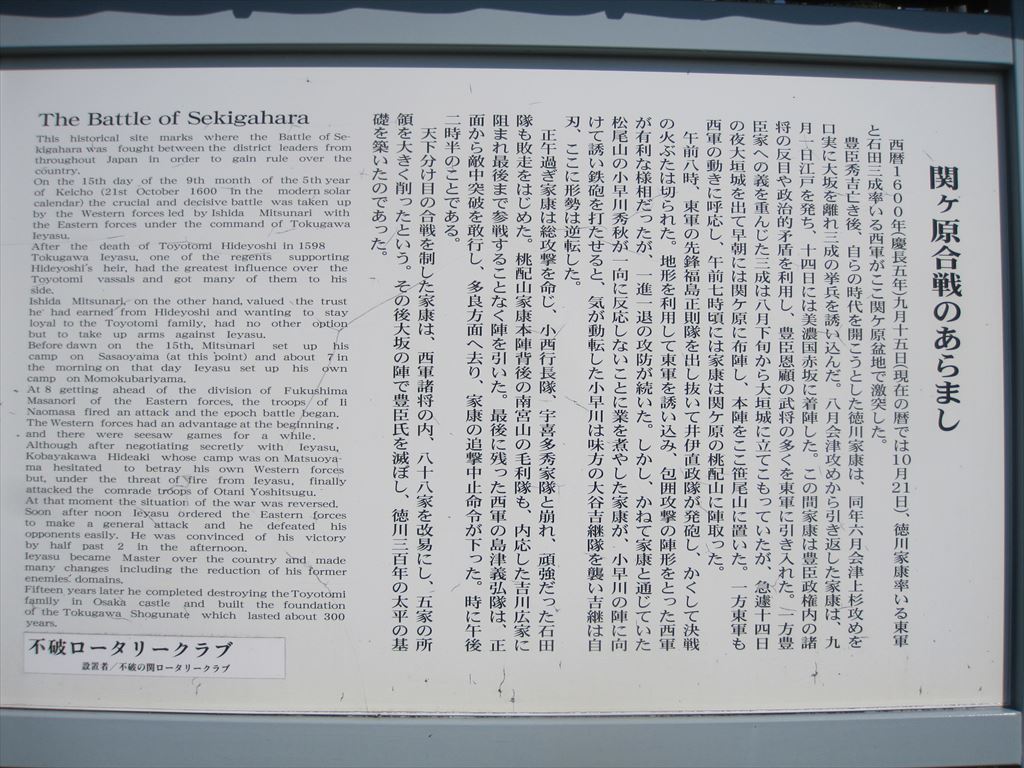 関ヶ原合戦のあらまし
西暦1600年(慶長五年)九月十五日(現在の暦では10月21日)、徳川家康率いる東軍
と石田三成率いる西軍がここ関ケ原盆地で激突した。
豊臣秀吉亡き後、自らの時代を開こうとした徳川家康は、同年六月会津上杉攻めを
口実に大坂を離れ三成の挙兵を誘い込んだ。八月会津攻めから引き返した家康は、九
月一日江戸を発ち、十四日には美濃国赤坂に着陣した。この間家康は豊臣政権内の諸
将の反目や政治的矛盾を利用し、豊臣恩顧の武将の多くを東軍に引き入れた。一方豊
臣家への義を重んじた三成は八月下旬から大垣城に立てこもっていたが、急遽十四日
の夜大垣城を出て早朝には関ケ原に布陣し、本陣をここ笹尾山に置いた。一方東軍も
西軍の動きに呼応し、午前七時頃には家康は関ケ原の桃配山に陣取った。
午前八時、東軍の先鋒福島正則隊を出し抜いて井伊直政隊が発砲し、かくして決戦
の火ぶたは切られた。地形を利用して東軍を誘い込み、包囲攻撃の陣形をとった西軍
が有利な様相だったが、一進一退の攻防が続いた。しかし、かねて家康と通じていた
松尾山の小早川秀秋が一向に反応しないことに業を煮やした家康が、小早川の陣に向
けて誘い鉄砲を打たせると、気が動転した小早川は味方の大谷吉継隊を襲い吉継は自
刃、ここに形勢は逆転した。
正午過ぎ家康は総攻撃を命じ、小西行長隊、宇喜多秀家隊と崩れ、頑強だった石田
隊も敗走をはじめた。桃配山家康本陣背後の南宮山の毛利隊も、内応した吉川広家に
阻まれ最後まで参戦することなく陣を引いた。最後に残った西軍の島津義弘隊は、正
面から敵中突破を敢行し、多良方面へ去り、家康の追撃中止命令が下った。時に午後
二時半のことである。
天下分け目の合戦を制した家康は、西軍諸将の内、八十八家を改易にし、五家の所
領を大きく削ったという。その後大坂の陣で豊臣氏を滅ぼし、徳川三百年の太平の基
礎を築いたのであった。
The Battle of Sekigahara
This historical site marks where the Battle of Se-
kigahara was fought between the district leaders from
throughout Japan in order to gain rule over the
country.
On the 15th day of the 9th month of the 5th year
of Keicho (21st October 1600 in the modern solar
calendar) the crucial and decisive battle was taken up
by the Western forces led by Ishida Mitsunari with
the Eastern forces under the command of Tokugawa
Ieyasu.
After the death of Toyotomi Hideyoshi in 1598
Tokugawa Ieyasu, one of the regents supporting
Hideyoshi's heir, had the greatest influence over the
Toyotomi vassals and got many of them to his
side.
Ishida Mitsunari, on the other hand, valued the trust
he had earned from Hideyoshi and wanting to stay
loyal to the Toyotomi family, had no other option
but to take up arms against Ieyasu.
Before dawn on the 15th, Mitsunari set up his
camp on Sasaoyama (at this point) and about 7 in
the morning on that day Ieyasu set up his own
camp on Momokubariyama.
At 8 getting ahead of the division of Fukushima
Masanori of the Eastern forces, the troops of Ii
Naomasa fired an attack and the epoch battle began.
The Western forces had an advantage at the beginning,
and there were seesaw games for a while.
Although after negotiating secretly with Ieyasu,
Kobayakawa Hideaki whose camp was on Matsuoya-
ma hesitated to betray his own Western forces
but, under the threat of fire from Ieyasu, finally
attacked the comrade troops of Otani Yoshitsugu.
At that moment the situation of the war was reversed.
Soon after noon Ieyasu ordered the Eastern forces
to make a general attack and he defeated his
opponents easily. He was convinced of his victory
by half past 2 in the afternoon.
Ieyasu became Master over the country and made
many changes including the reduction of his former
enemies' domains.
Fifteen years later he completed destroying the Toyotomi
family in Osaka castle and built the foundation
of the Tokugawa Shogunate which lasted about 300
years.
不破ロータリークラブ
設置者/不破の関ロータリークラブ